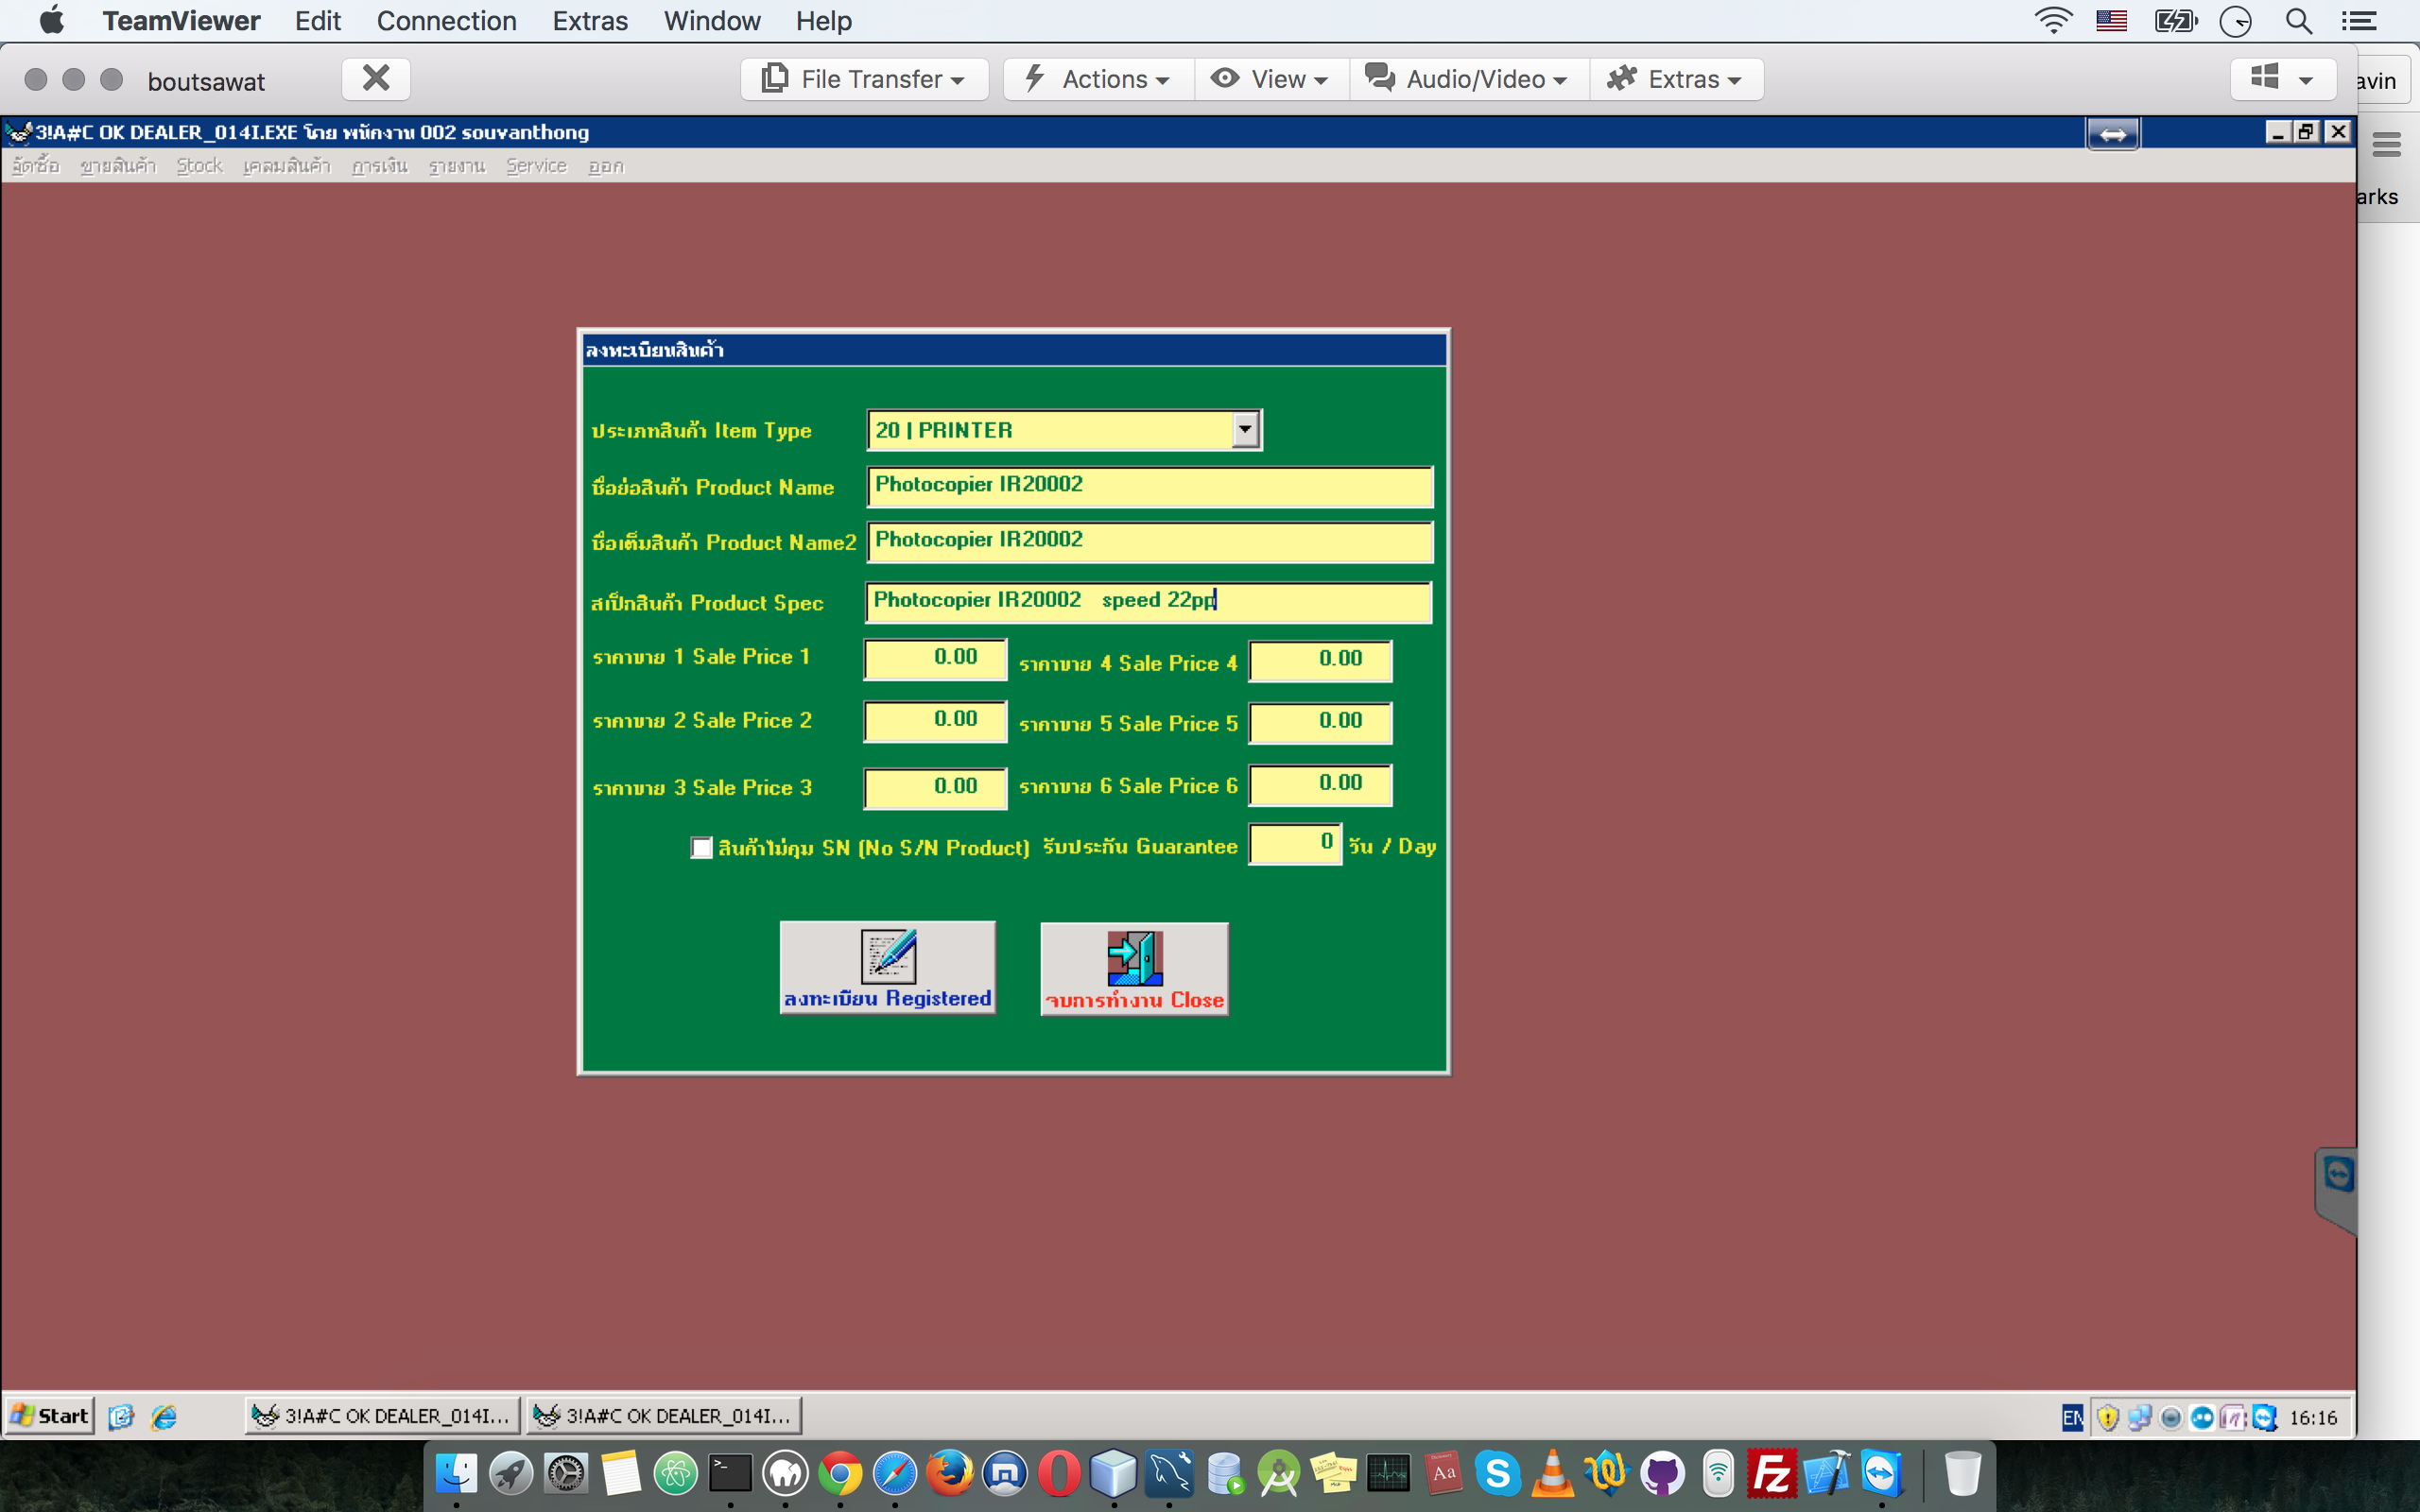 TeamViewer Edit Connection Extras Window Help
boutsawat File Transfer Actions View Audio/Video Extras avin
3!A#C OK DEALER_014I.EXE โดย พนักงาน 002 souvanthong
จัดซื้อ ขายสินค้า Stock เคลมสินค้า การเงิน รายงาน Service ออก
arks
ลงทะเบียนสินค้า
ประเภทสินค้า Item Type 20 | PRINTER
ชื่อย่อสินค้า Product Name Photocopier IR20002
ชื่อเต็มสินค้า Product Name2 Photocopier IR20002
สเป็กสินค้า Product Spec Photocopier IR20002 speed 22pp
ราคาขาย 1 Sale Price 1 0.00 ราคาขาย 4 Sale Price 4 0.00
ราคาขาย 2 Sale Price 2 0.00 ราคาขาย 5 Sale Price 5 0.00
ราคาขาย 3 Sale Price 3 0.00 ราคาขาย 6 Sale Price 6 0.00
สินค้าไม่คุม SN (No S/N Product) รับประกัน Guarantee 0 วัน / Day
ลงทะเบียน Registered จบการทำงาน Close
Start 3!A#C OK DEALER_014I... 3!A#C OK DEALER_014I... EN 16:16